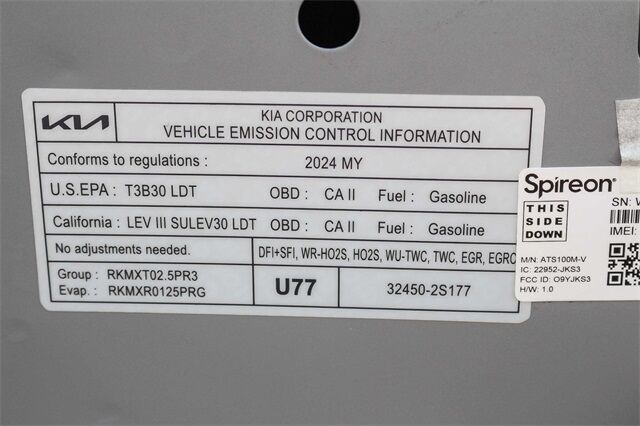 KIA
KIA CORPORATION
VEHICLE EMISSION CONTROL INFORMATION
Conforms to regulations : 2024 MY
U.S.EPA : T3B30 LDT OBD : CA II Fuel : Gasoline
California : LEV III SULEV30 LDT OBD : CA II Fuel : Gasoline
No adjustments needed. DFI+SFI, WR-HO2S, HO2S, WU-TWC, TWC, EGR, EGRC
Group : RKMXT02.5PR3
Evap. : RKMXR0125PRG
U77
32450-2S177
Spireon
THIS
SIDE
DOWN
SN: W
IMEI:
M/N: ATS100M-V
IC: 22952-JKS3
FCC ID: O9YJKS3
H/W: 1.0